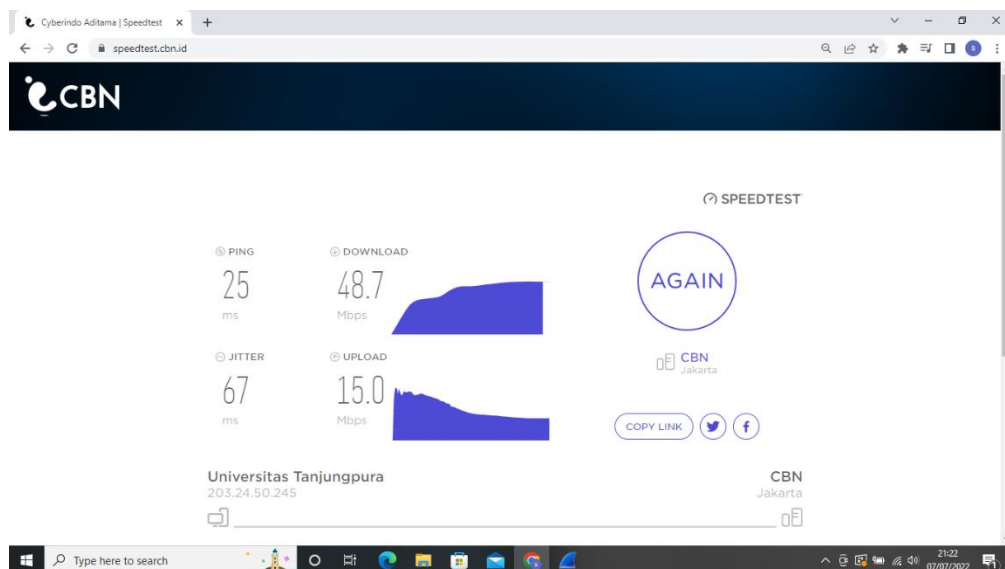 Cyberindo Aditama | Speedtest
speedtest.cbn.id
S
CBN
SPEEDTEST
PING
25
ms
DOWNLOAD
48.7
Mbps
AGAIN
JITTER
67
ms
UPLOAD
15.0
Mbps
CBN
Jakarta
COPY LINK
Universitas Tanjungpura
203.24.50.245
CBN
Jakarta
Type here to search
21:22
07/07/2022